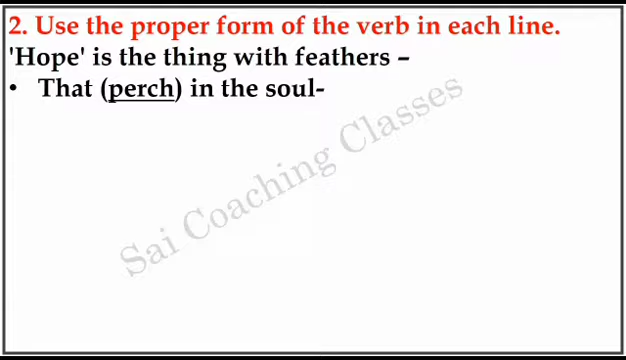 2. Use the proper form of the verb in each line.
'Hope' is the thing with feathers –
• That (perch) in the soul-
Sai Coaching Classes